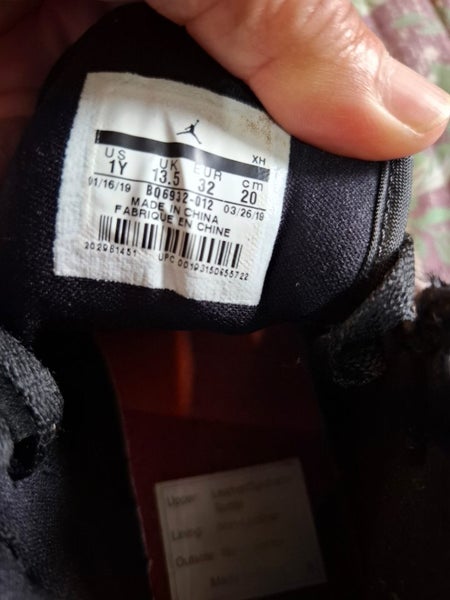 XH
US UK EUR cm
1Y 13.5 32 20
01/16/19 BQ6932-012 03/26/19
MADE IN CHINA
FABRIQUE EN CHINE
302981451 UPC 00193150655722
Upper:
Lining:
Outsole: